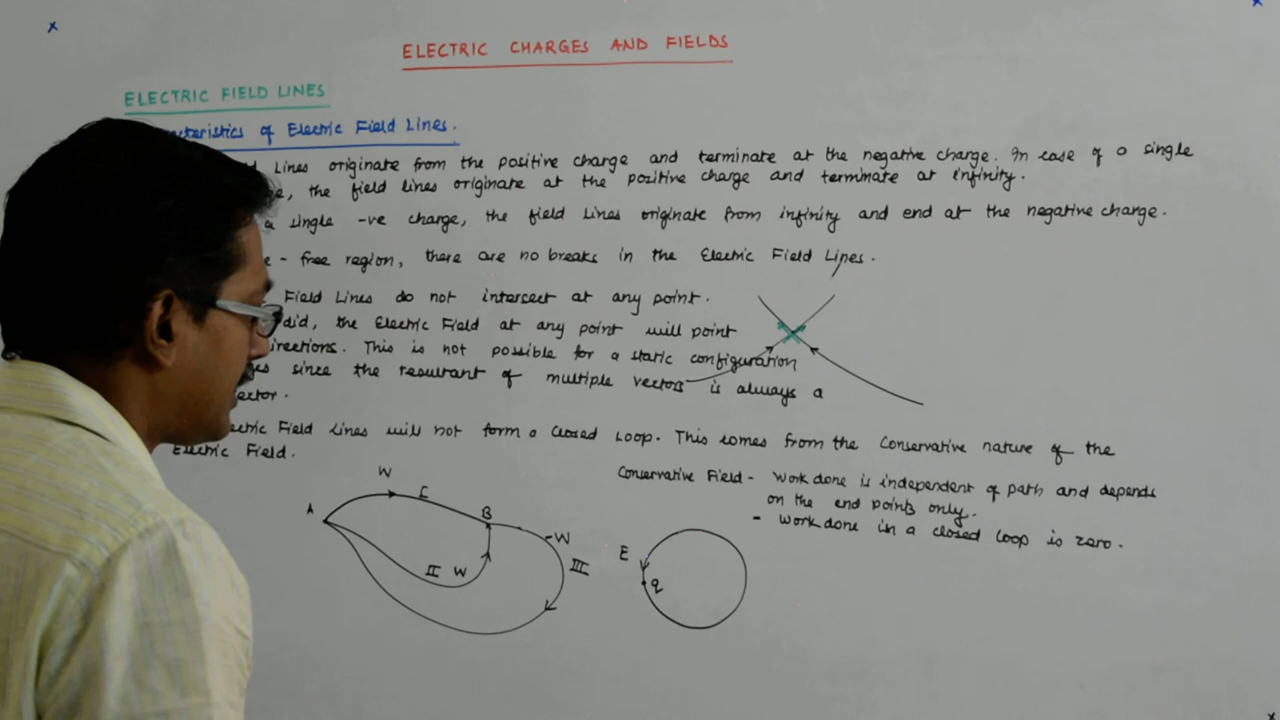 ELECTRIC CHARGES AND FIELDS
ELECTRIC FIELD LINES
of Electric Field Lines.
Lines originate from the positive charge and terminate at the negative charge. In case of a single
the field lines originate at the positive charge and terminate at infinity.
a single -ve charge, the field lines originate from infinity and end at the negative charge.
- free region, there are no breaks in the Electric Field Lines.
Field Lines do not intersect at any point.
did, the Electric Field at any point will point
This is not possible for a static configuration
since the resultant of multiple vectors is always a
Field Lines will not form a closed Loop. This comes from the Conservative nature of the
Electric Field.
Conservative Field - Work done is independent of path and depends
on the end points only.
- Work done in a closed loop is zero.
W
A
B
II W
-W
III
E
q